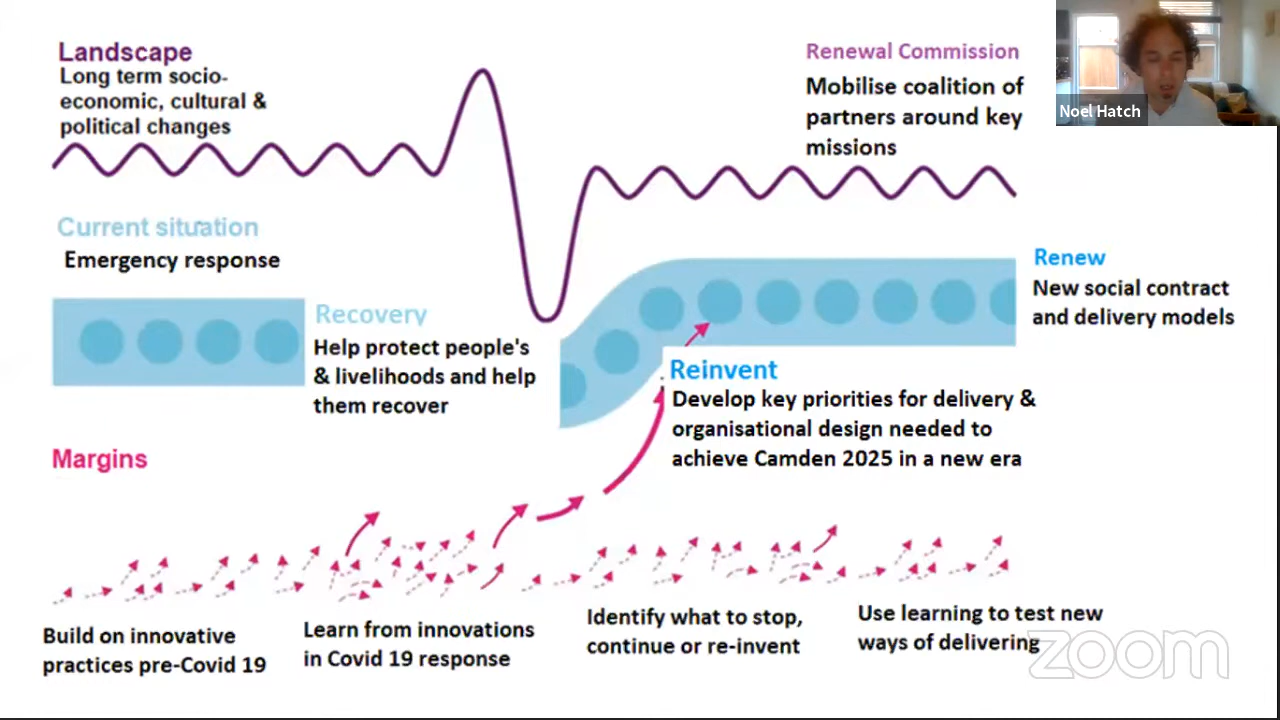 Landscape
Long term socio-
economic, cultural &
political changes
Renewal Commission
Mobilise coalition of
partners around key
missions
Noel Hatch
Current situation
Emergency response
Recovery
Help protect people's
& livelihoods and help
them recover
Renew
New social contract
and delivery models
Reinvent
Develop key priorities for delivery &
organisational design needed to
achieve Camden 2025 in a new era
Margins
Build on innovative
practices pre-Covid 19
Learn from innovations
in Covid 19 response
Identify what to stop,
continue or re-invent
Use learning to test new
ways of delivering
zoom